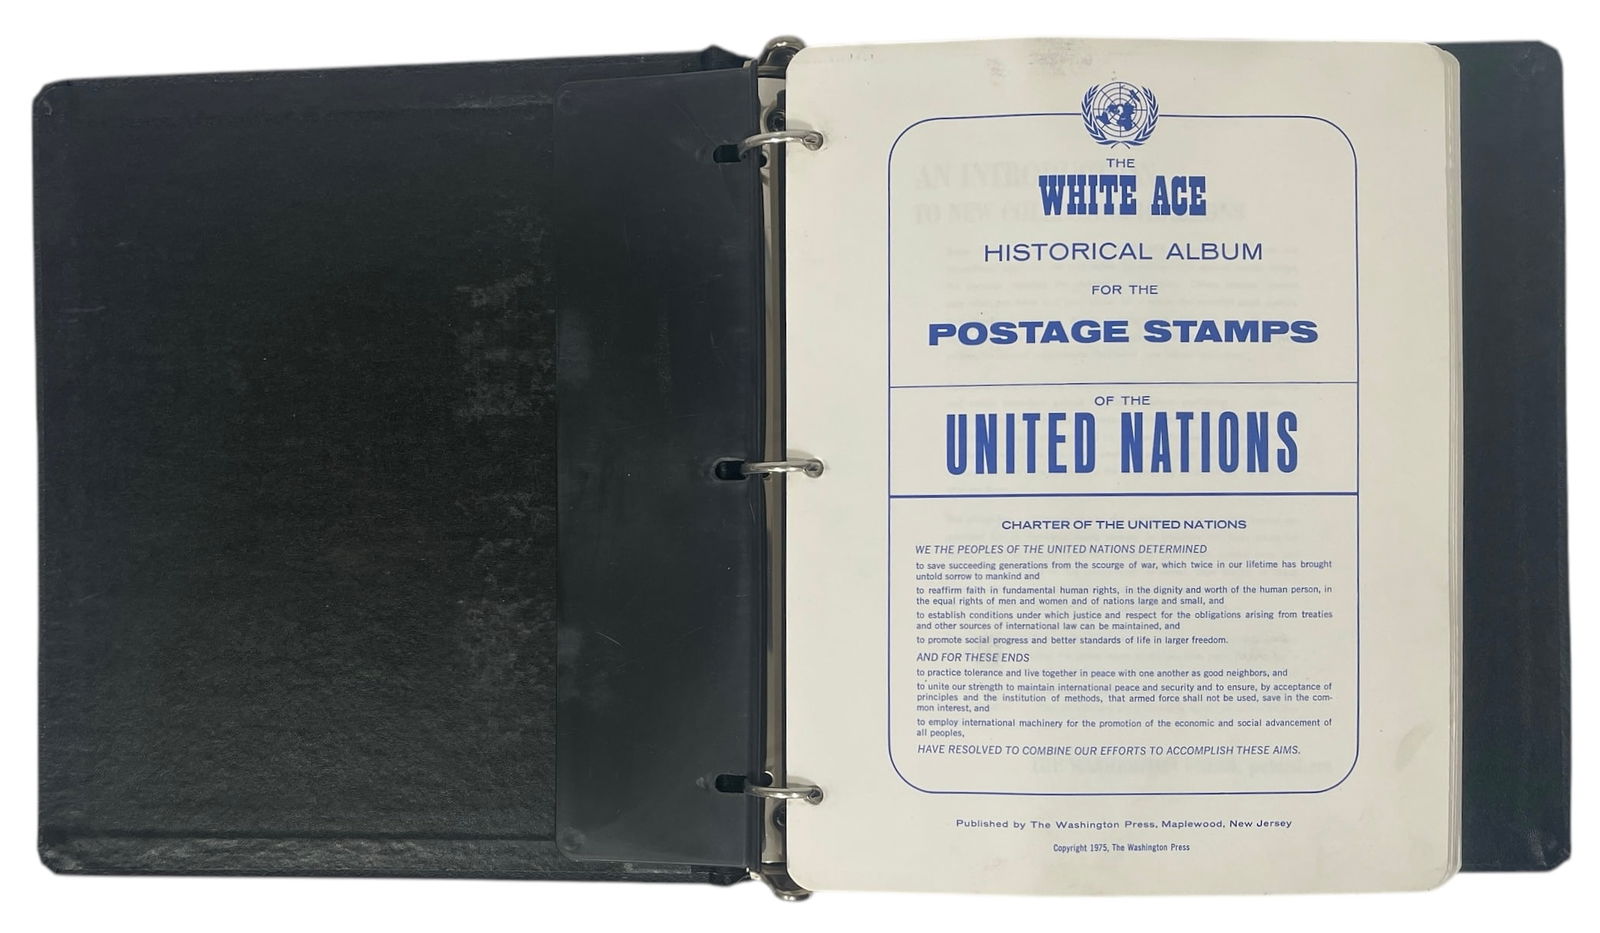 THE
WHITE ACE
HISTORICAL ALBUM
FOR THE
POSTAGE STAMPS
OF THE
UNITED NATIONS
CHARTER OF THE UNITED NATIONS
WE THE PEOPLES OF THE UNITED NATIONS DETERMINED
to save succeeding generations from the scourge of war, which twice in our lifetime has brought
untold sorrow to mankind and
to reaffirm faith in fundamental human rights, in the dignity and worth of the human person, in
the equal rights of men and women and of nations large and small, and
to establish conditions under which justice and respect for the obligations arising from treaties
and other sources of international law can be maintained, and
to promote social progress and better standards of life in larger freedom.
AND FOR THESE ENDS
to practice tolerance and live together in peace with one another as good neighbors, and
to unite our strength to maintain international peace and security and to ensure, by acceptance of
principles and the institution of methods, that armed force shall not be used, save in the com-
mon interest, and
to employ international machinery for the promotion of the economic and social advancement of
all peoples,
HAVE RESOLVED TO COMBINE OUR EFFORTS TO ACCOMPLISH THESE AIMS.
Published by The Washington Press, Maplewood, New Jersey
Copyright 1975, The Washington Press